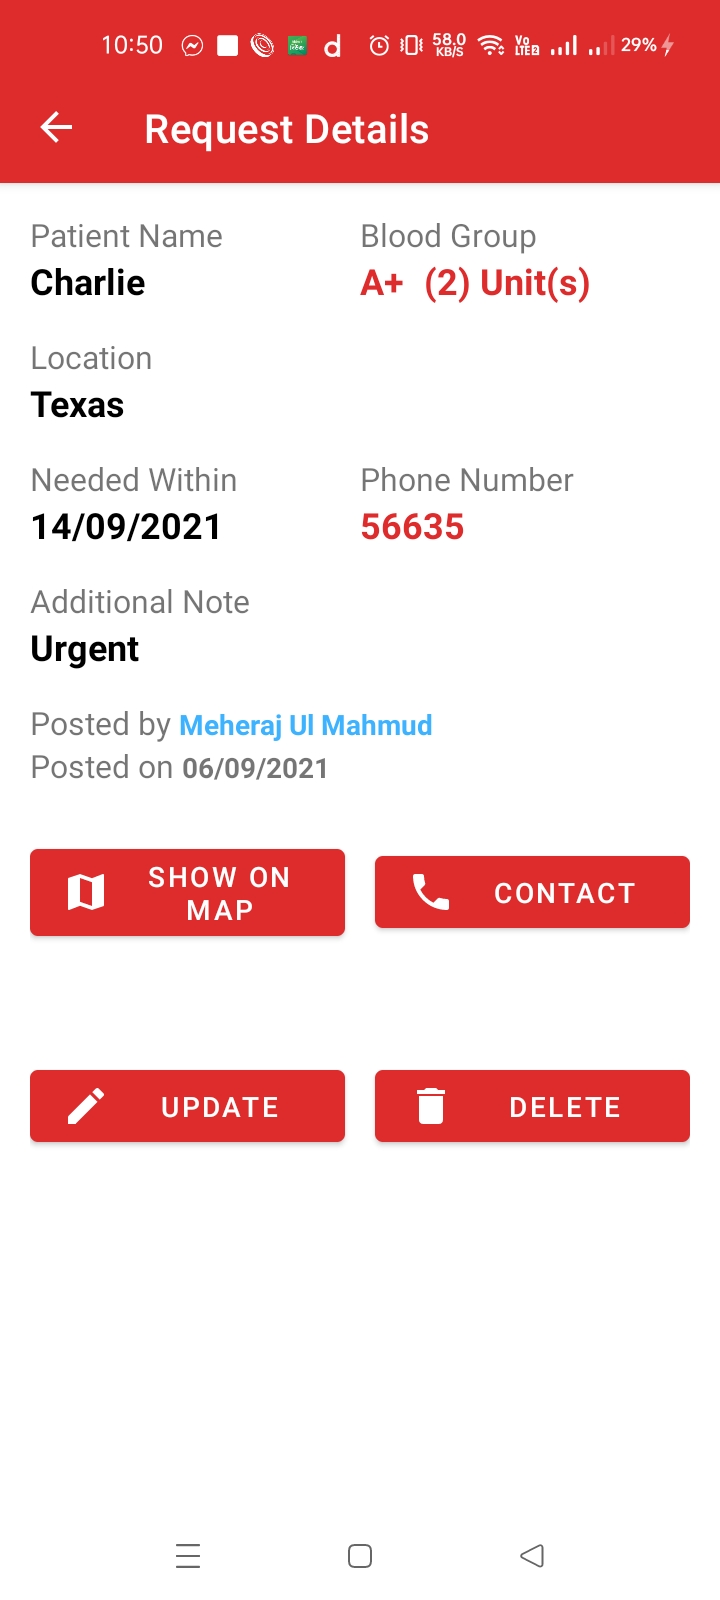 10:50 d 58.0 KB/S Vo LTE2 29%
Request Details
Patient Name Blood Group
Charlie A+ (2) Unit(s)
Location
Texas
Needed Within Phone Number
14/09/2021 56635
Additional Note
Urgent
Posted by Meheraj Ul Mahmud
Posted on 06/09/2021
SHOW ON
MAP
CONTACT
UPDATE DELETE